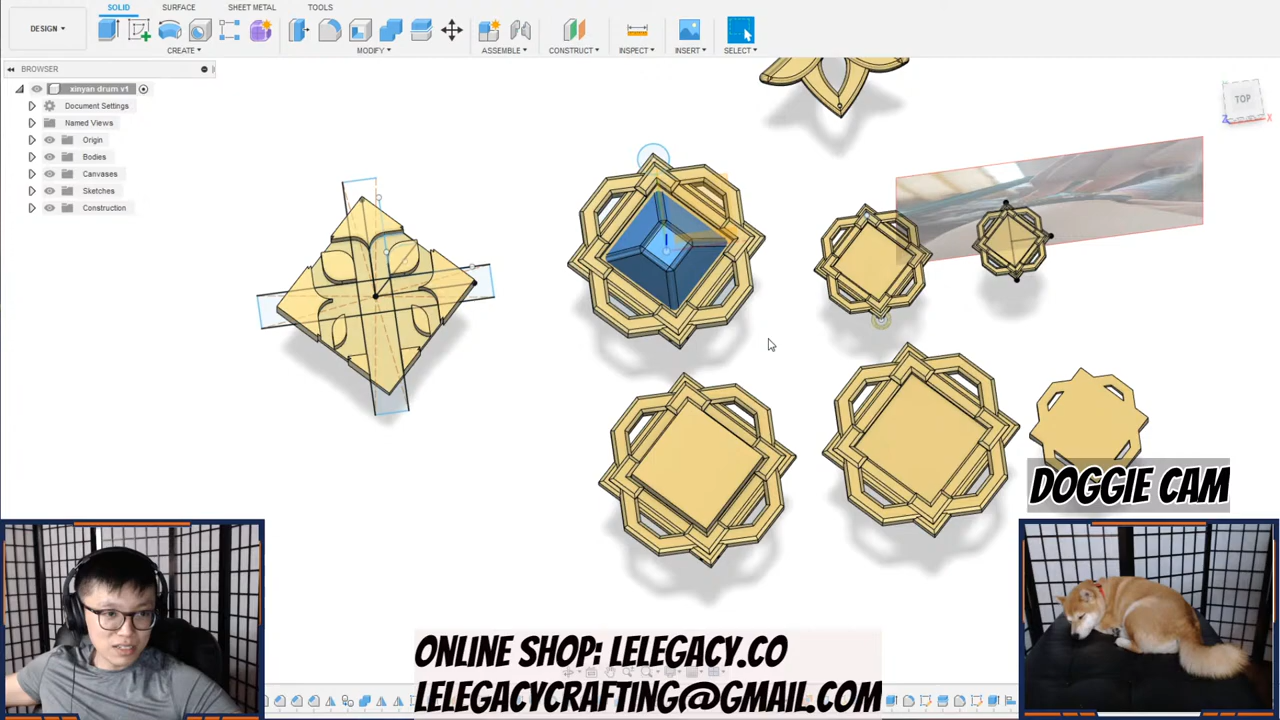 SOLID SURFACE SHEET METAL TOOLS
DESIGN
CREATE MODIFY ASSEMBLE CONSTRUCT INSPECT INSERT SELECT
BROWSER
xinyan drum v1
Document Settings
Named Views
Origin
Bodies
Canvases
Sketches
Construction
TOP
Z
X
DOGGIE CAM
ONLINE SHOP: LELEGACY.CO
LELEGACYCRAFTING@GMAIL.COM